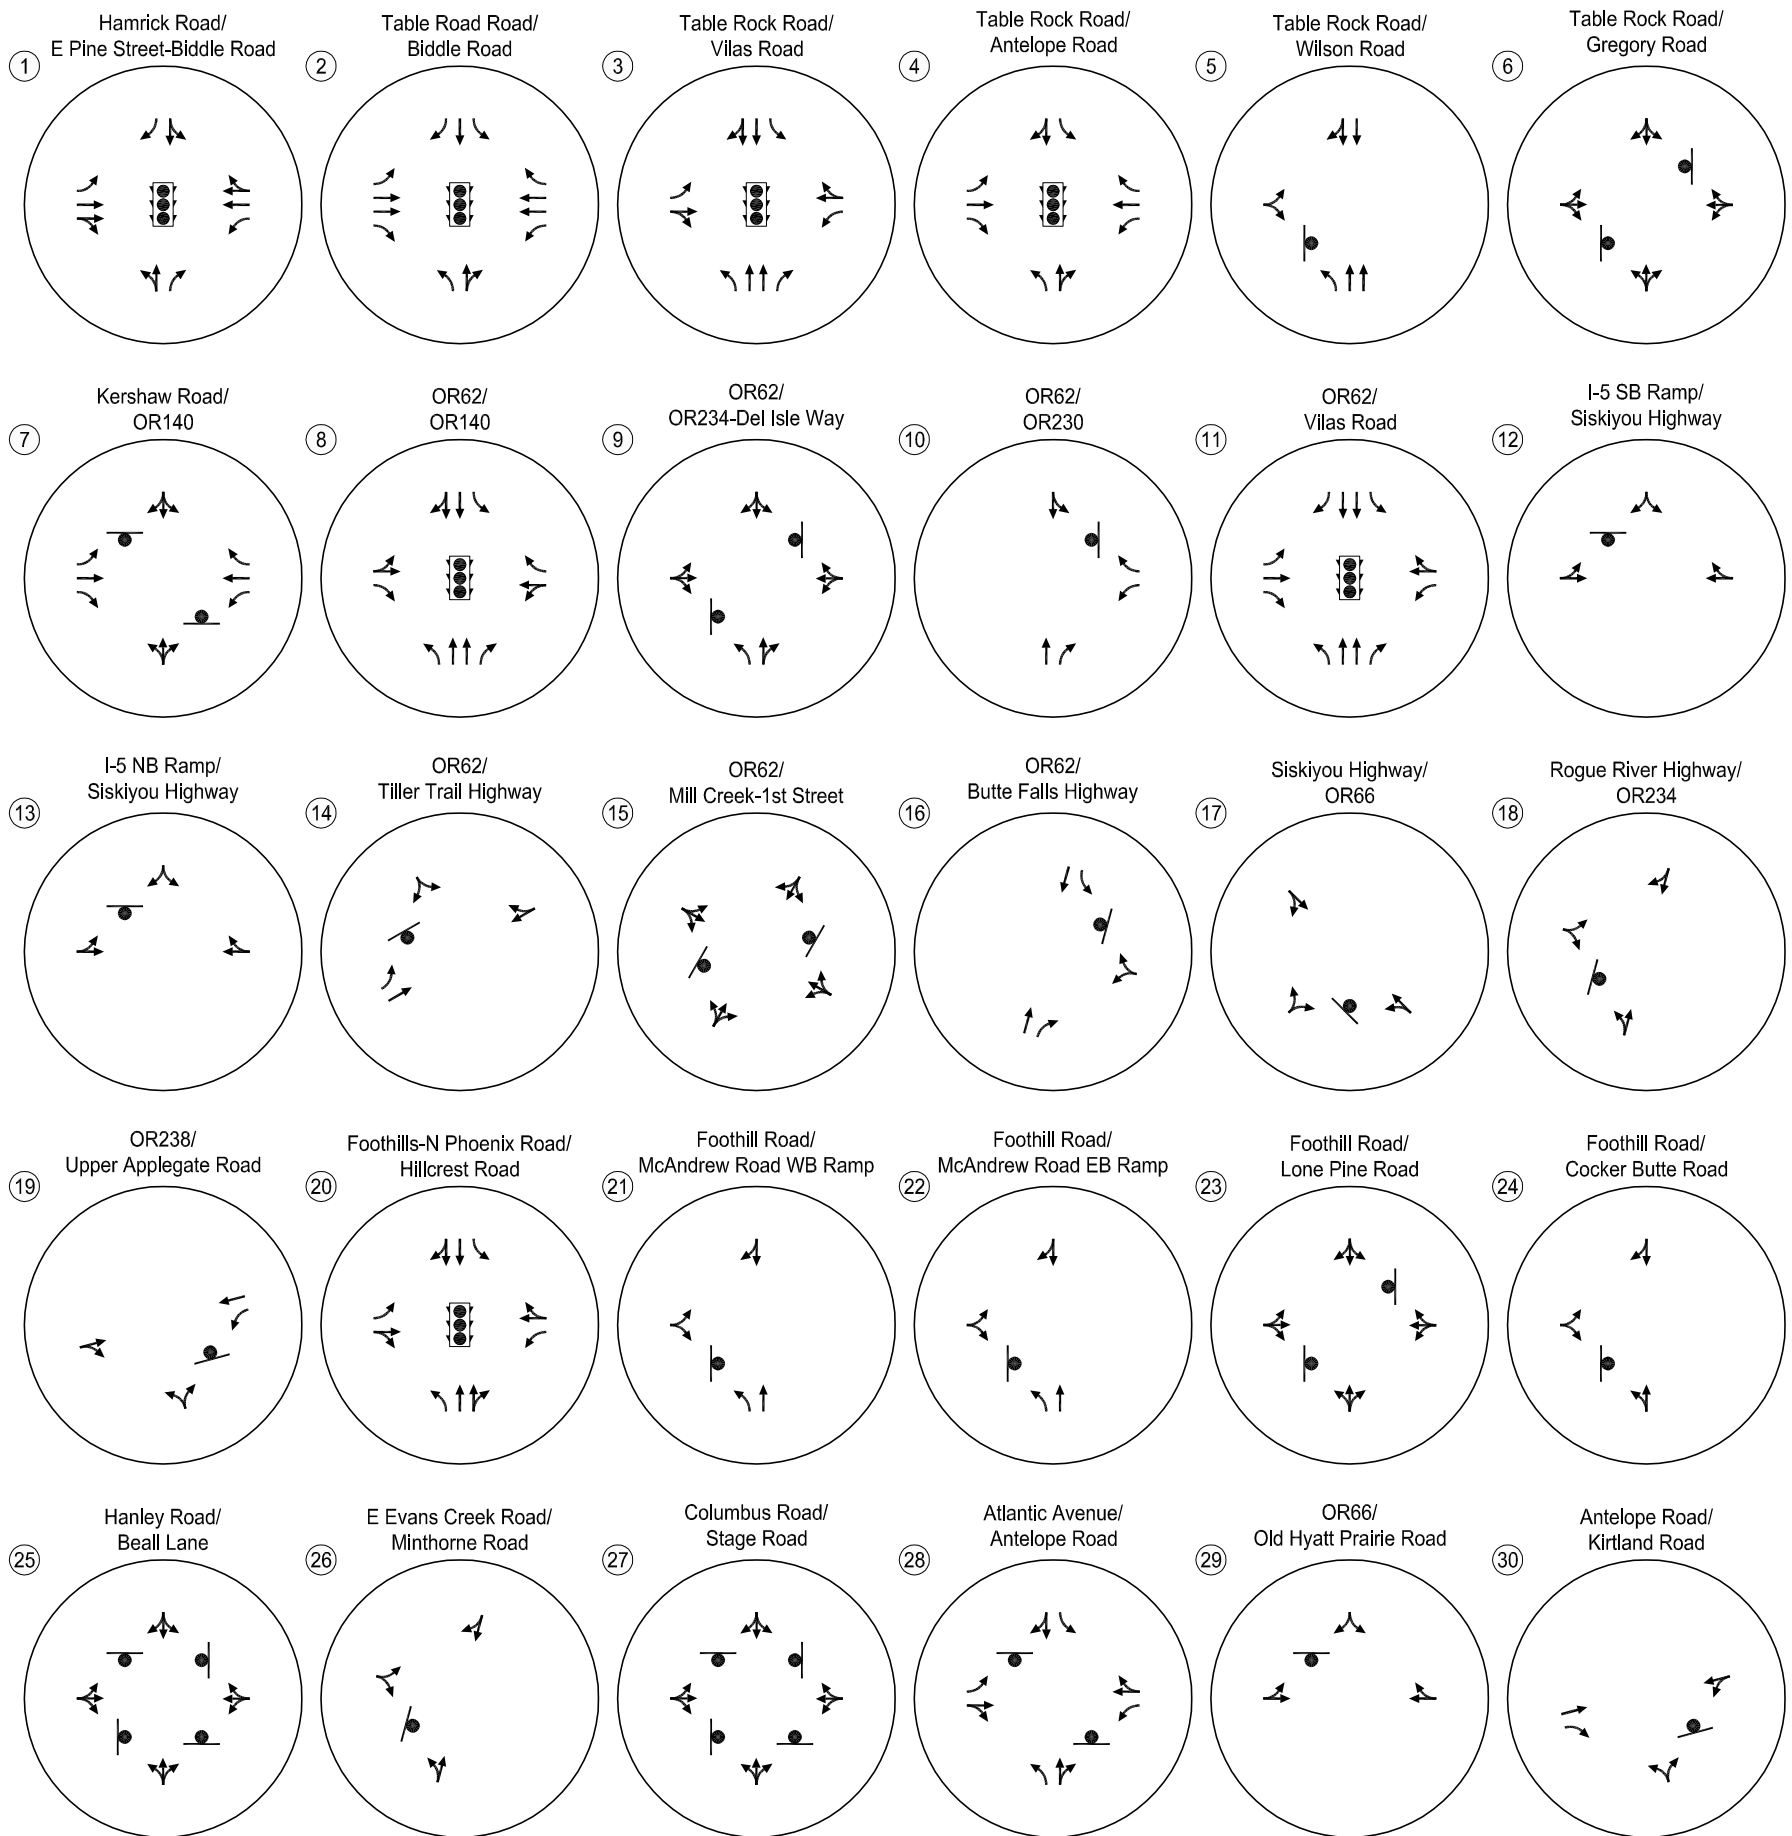 Hamrick Road/
E Pine Street-Biddle Road
1
Table Road Road/
Biddle Road
2
Table Rock Road/
Vilas Road
3
Table Rock Road/
Antelope Road
4
Table Rock Road/
Wilson Road
5
Table Rock Road/
Gregory Road
6
Kershaw Road/
OR140
7
OR62/
OR140
8
OR62/
OR234-Del Isle Way
9
OR62/
OR230
10
OR62/
Vilas Road
11
I-5 SB Ramp/
Siskiyou Highway
12
I-5 NB Ramp/
Siskiyou Highway
13
OR62/
Tiller Trail Highway
14
OR62/
Mill Creek-1st Street
15
OR62/
Butte Falls Highway
16
Siskiyou Highway/
OR66
17
Rogue River Highway/
OR234
18
OR238/
Upper Applegate Road
19
Foothills-N Phoenix Road/
Hillcrest Road
20
Foothill Road/
McAndrew Road WB Ramp
21
Foothill Road/
McAndrew Road EB Ramp
22
Foothill Road/
Lone Pine Road
23
Foothill Road/
Cocker Butte Road
24
Hanley Road/
Beall Lane
25
E Evans Creek Road/
Minthorne Road
26
Columbus Road/
Stage Road
27
Atlantic Avenue/
Antelope Road
28
OR66/
Old Hyatt Prairie Road
29
Antelope Road/
Kirtland Road
30